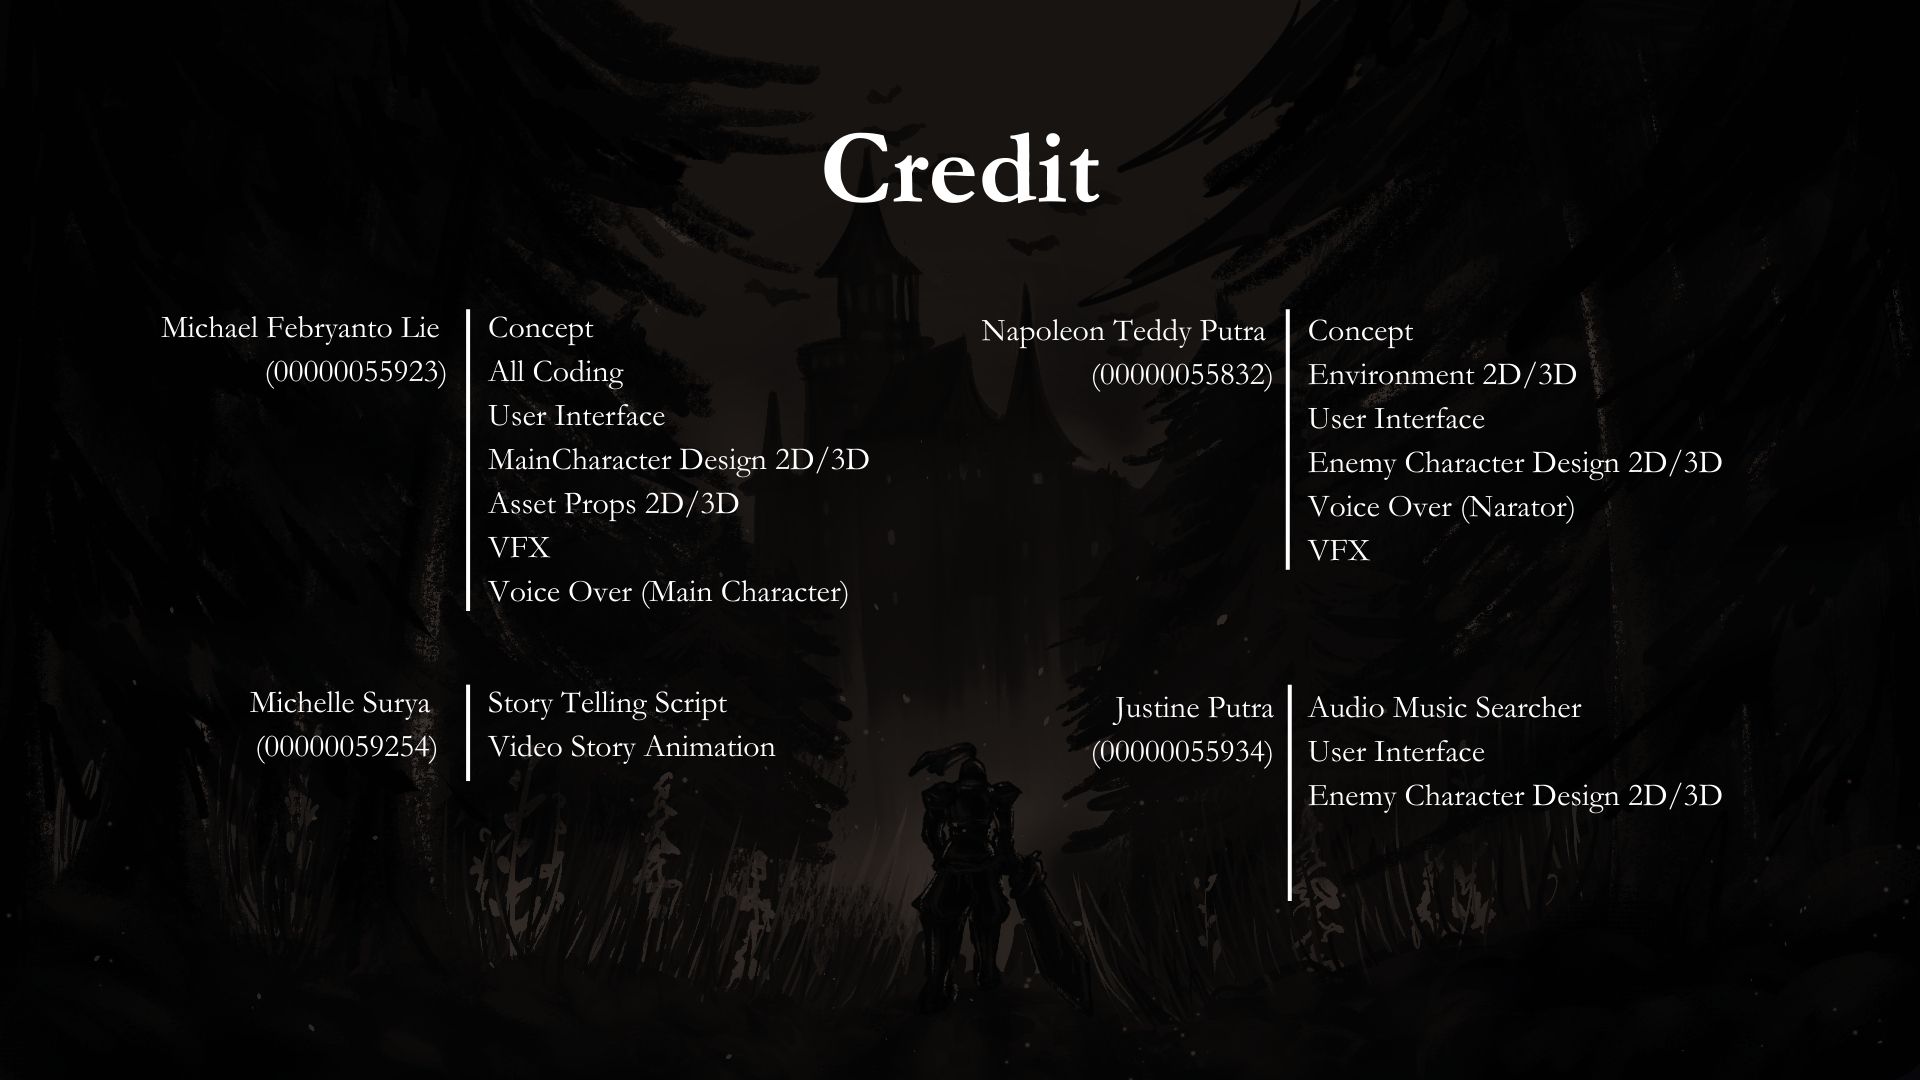 Credit
Michael Febryanto Lie
(00000055923)
Concept
All Coding
User Interface
MainCharacter Design 2D/3D
Asset Props 2D/3D
VFX
Voice Over (Main Character)
Napoleon Teddy Putra
(00000055832)
Concept
Environment 2D/3D
User Interface
Enemy Character Design 2D/3D
Voice Over (Narator)
VFX
Michelle Surya
(00000059254)
Story Telling Script
Video Story Animation
Justine Putra
(00000055934)
Audio Music Searcher
User Interface
Enemy Character Design 2D/3D